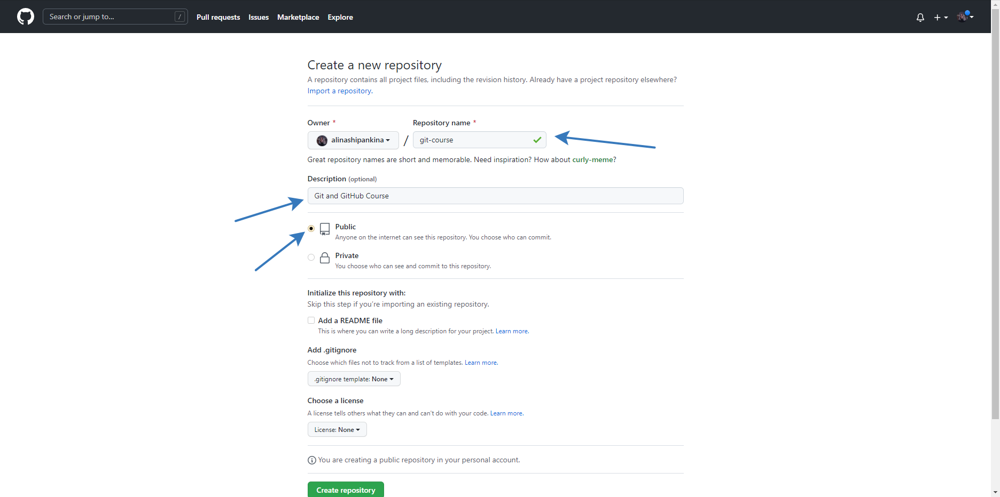 Search or jump to... /
Pull requests Issues Marketplace Explore
Create a new repository
A repository contains all project files, including the revision history. Already have a project repository elsewhere?
Import a repository.
Owner * Repository name *
alinashipankina / git-course
Great repository names are short and memorable. Need inspiration? How about curly-meme?
Description (optional)
Git and GitHub Course
Public
Anyone on the internet can see this repository. You choose who can commit.
Private
You choose who can see and commit to this repository.
Initialize this repository with:
Skip this step if you're importing an existing repository.
Add a README file
This is where you can write a long description for your project. Learn more.
Add .gitignore
Choose which files not to track from a list of templates. Learn more.
.gitignore template: None
Choose a license
A license tells others what they can and can't do with your code. Learn more.
License: None
You are creating a public repository in your personal account.
Create repository